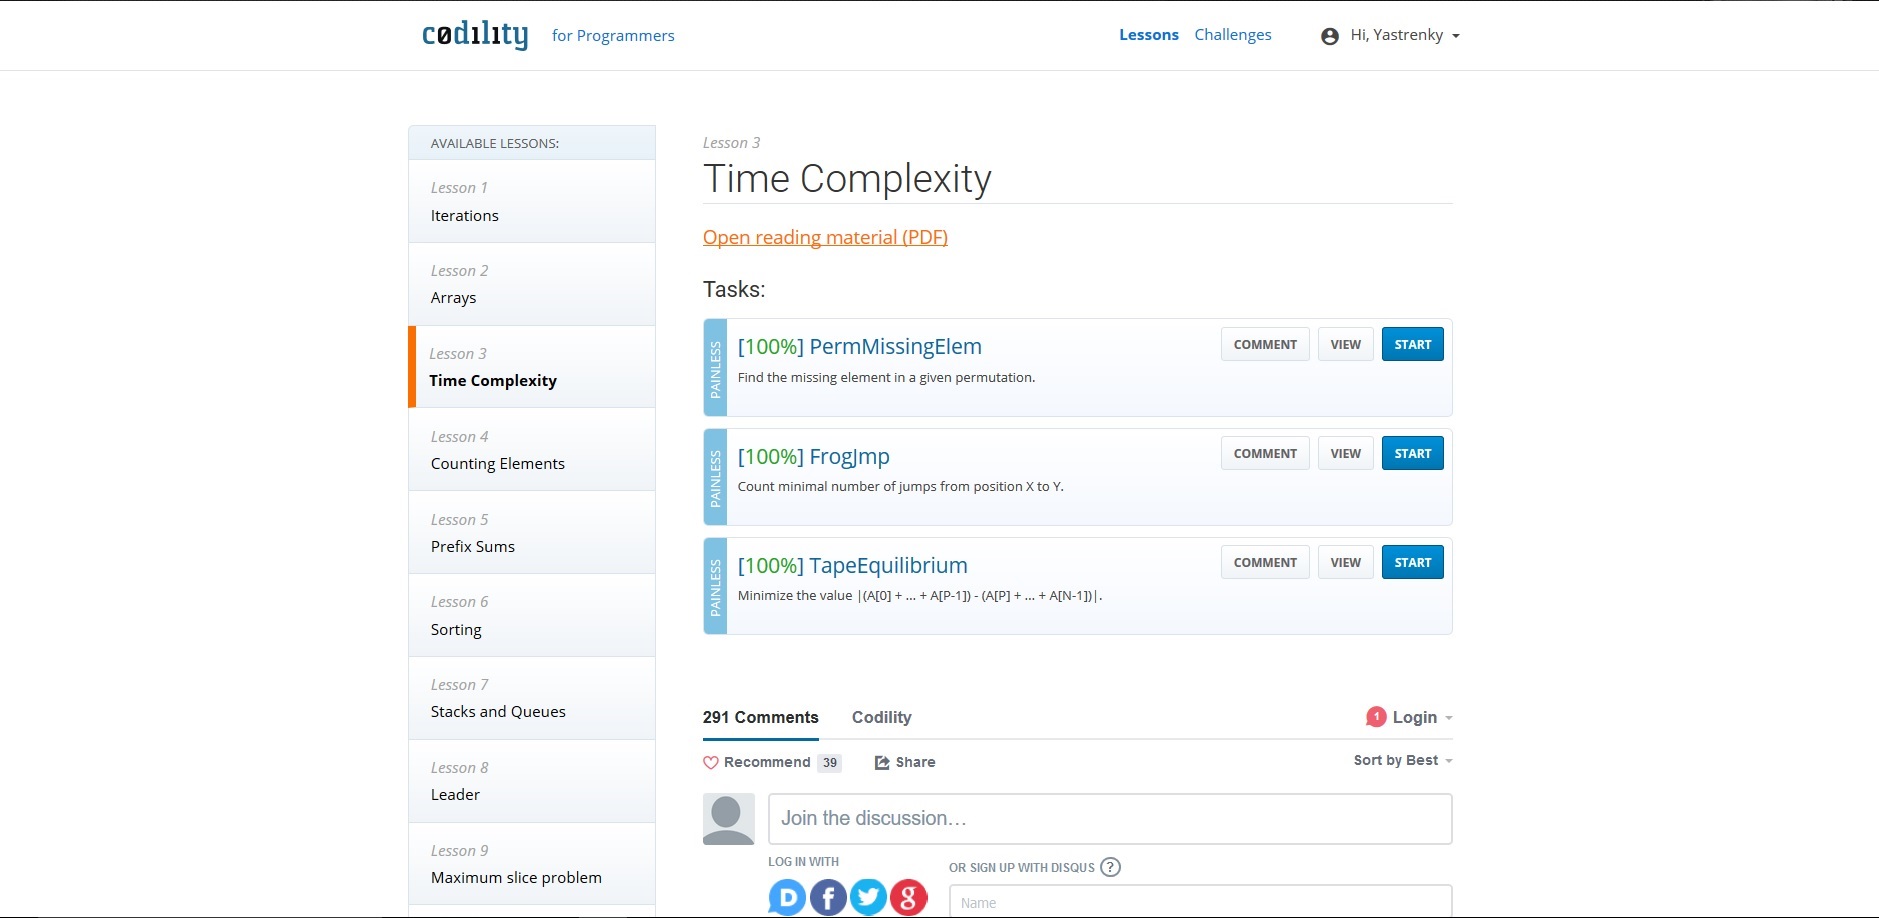 codility for Programmers Lessons Challenges Hi, Yastrenky
AVAILABLE LESSONS:
Lesson 1
Iterations
Lesson 2
Arrays
Lesson 3
Time Complexity
Lesson 4
Counting Elements
Lesson 5
Prefix Sums
Lesson 6
Sorting
Lesson 7
Stacks and Queues
Lesson 8
Leader
Lesson 9
Maximum slice problem
Lesson 3
Time Complexity
Open reading material (PDF)
Tasks:
PAINLESS
[100%] PermMissingElem COMMENT VIEW START
Find the missing element in a given permutation.
PAINLESS
[100%] FrogJmp COMMENT VIEW START
Count minimal number of jumps from position X to Y.
PAINLESS
[100%] TapeEquilibrium COMMENT VIEW START
Minimize the value |(A[0] + ... + A[P-1]) - (A[P] + ... + A[N-1])|.
291 Comments Codility 1 Login
Recommend 39 Share Sort by Best
Join the discussion…
LOG IN WITH
OR SIGN UP WITH DISQUS ?
D f g
Name